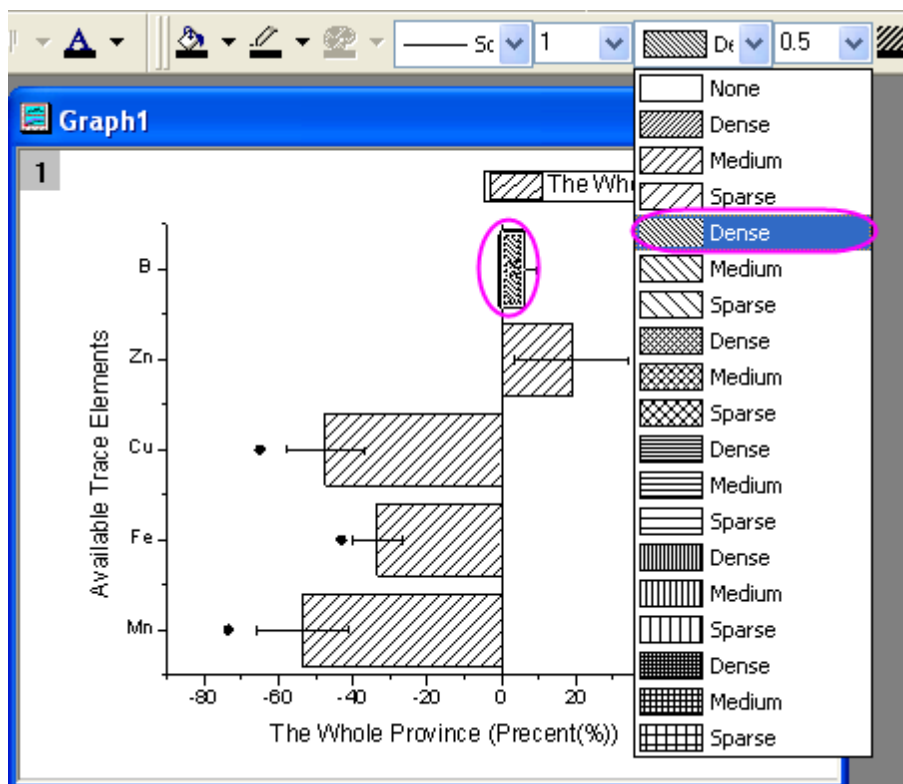 A
Sc
1
De
0.5
Graph1
1
The Wh
None
Dense
Medium
Sparse
Dense
Medium
Sparse
Dense
Medium
Sparse
Dense
Medium
Sparse
Dense
Medium
Sparse
Dense
Medium
Sparse
Available Trace Elements
B
Zn
Cu
Fe
Mn
-80 -60 -40 -20 0 20
The Whole Province (Precent(%))